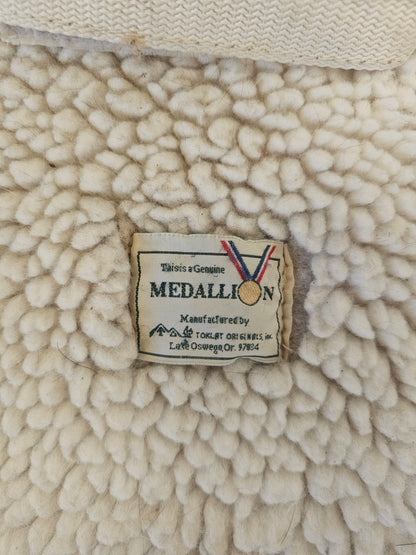 This is a Genuine
MEDALLION
Manufactured by
TOKLAT ORIGINALS, inc.
Lake Oswego, Or. 97034